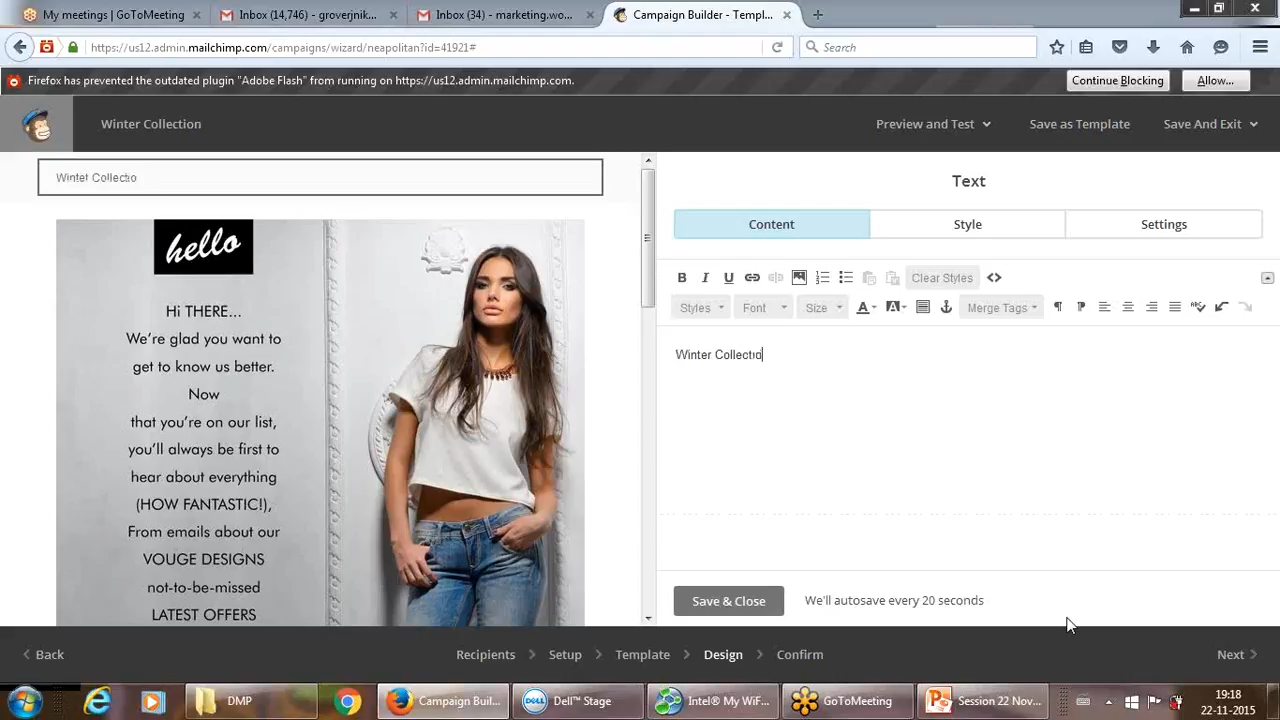 My meetings | GoToMeeting
Inbox (14,746) - groverjnik...
Inbox (34) - marketing.wo...
Campaign Builder - Templ...
https://us12.admin.mailchimp.com/campaigns/wizard/neapolitan?id=41921#
Search
Firefox has prevented the outdated plugin "Adobe Flash" from running on https://us12.admin.mailchimp.com.
Continue Blocking
Allow...
Winter Collection
Preview and Test
Save as Template
Save And Exit
Winter Collectio
hello
Hi THERE...
We're glad you want to
get to know us better.
Now
that you're on our list,
you'll always be first to
hear about everything
(HOW FANTASTIC!),
From emails about our
VOUGE DESIGNS
not-to-be-missed
LATEST OFFERS
Text
Content
Style
Settings
B I U
Clear Styles
Styles
Font
Size
A
A
Merge Tags
Winter Collectio
Save & Close
We'll autosave every 20 seconds
Back
Recipients
Setup
Template
Design
Confirm
Next
DMP
Campaign Buil...
DELL
Dell™ Stage
Intel® My WiF...
GoToMeeting
Session 22 Nov...
19:18
22-11-2015